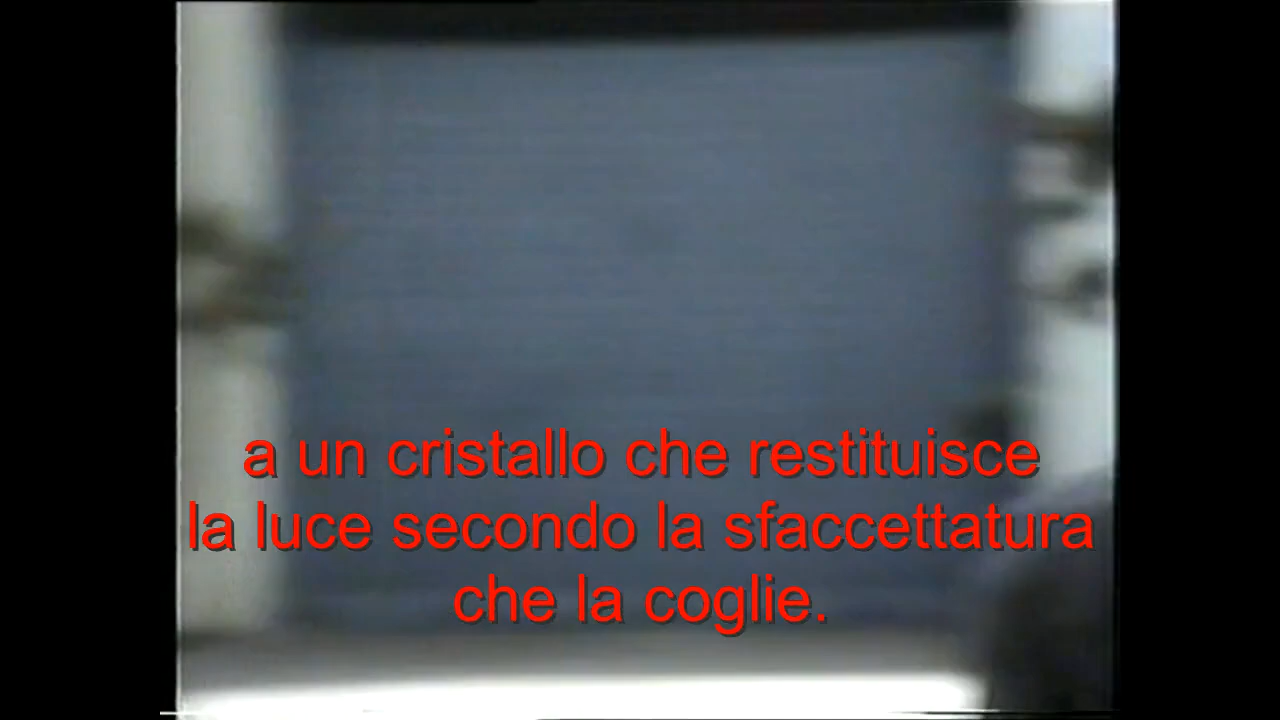 a un cristallo che restituisce
la luce secondo la sfaccettatura
che la coglie.